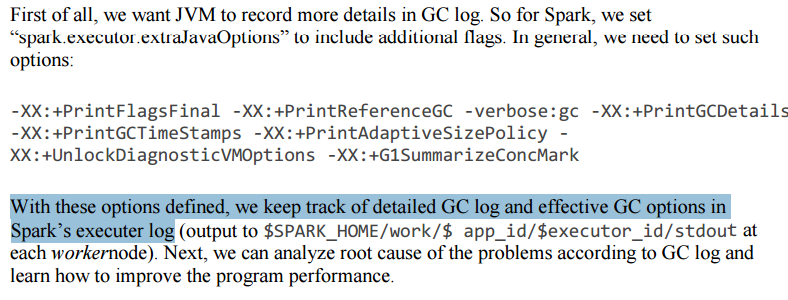 First of all, we want JVM to record more details in GC log. So for Spark, we set
“spark.executor.extraJavaOptions” to include additional flags. In general, we need to set such
options:
-XX:+PrintFlagsFinal -XX:+PrintReferenceGC -verbose:gc -XX:+PrintGCDetails
-XX:+PrintGCTimeStamps -XX:+PrintAdaptiveSizePolicy -
XX:+UnlockDiagnosticVMOptions -XX:+G1SummarizeConcMark
With these options defined, we keep track of detailed GC log and effective GC options in
Spark’s executer log (output to $SPARK_HOME/work/$ app_id/$executor_id/stdout at
each workernode). Next, we can analyze root cause of the problems according to GC log and
learn how to improve the program performance.